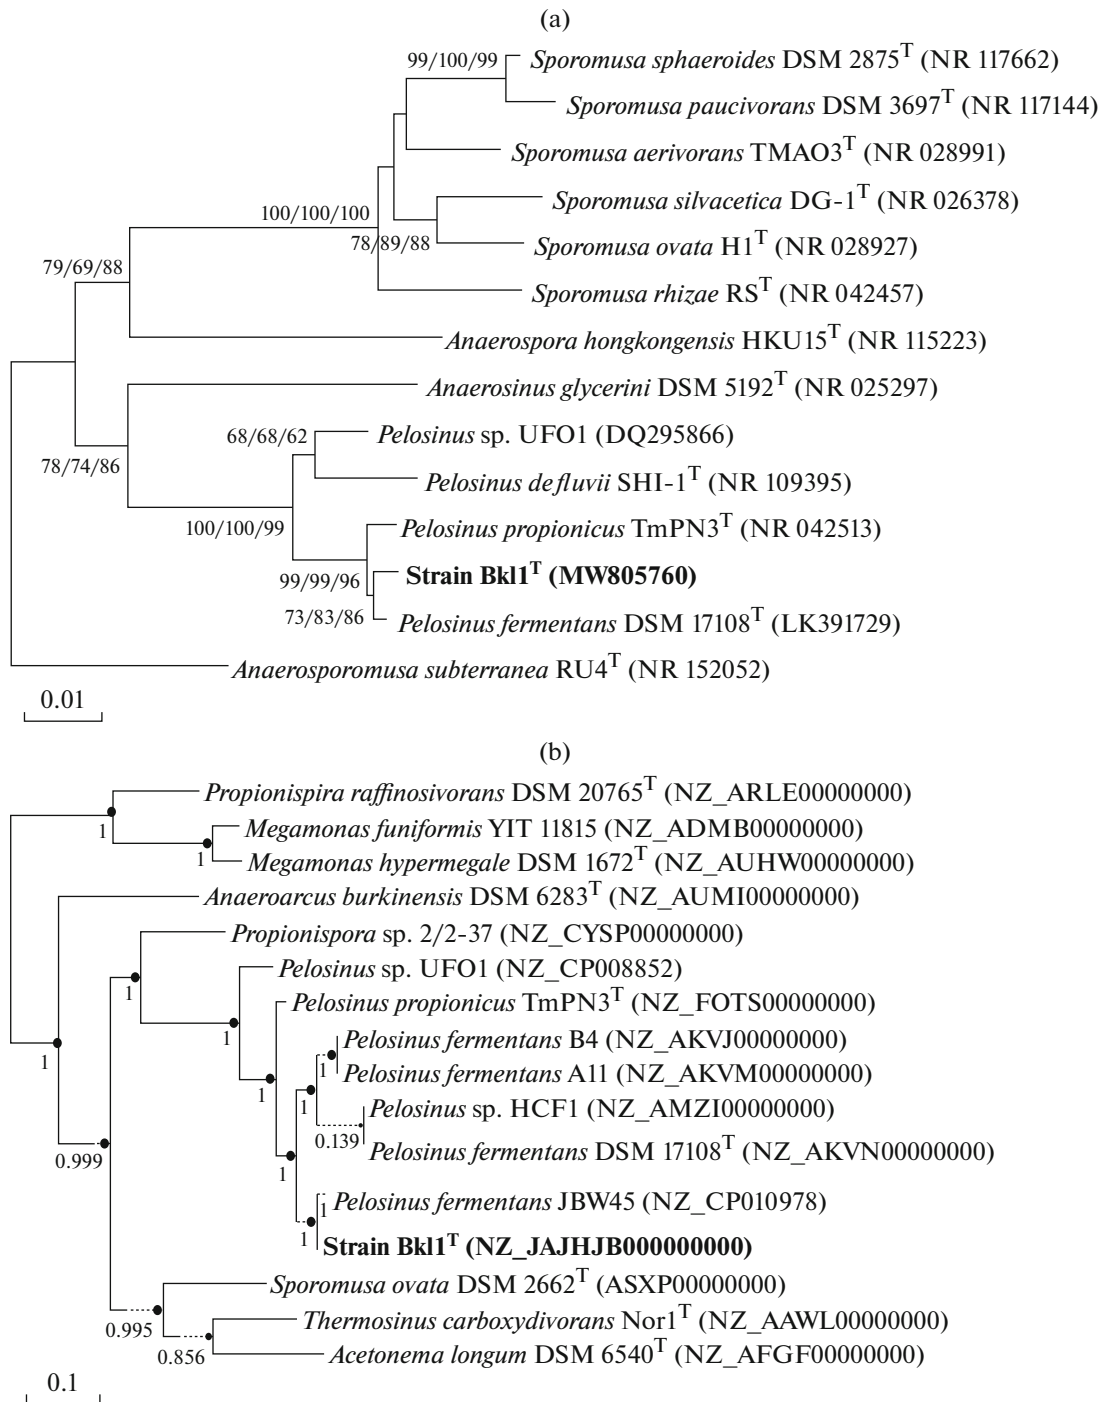 (a)
99/100/99
Sporomusa sphaeroides DSM 2875ᵀ (NR 117662)
Sporomusa paucivorans DSM 3697ᵀ (NR 117144)
Sporomusa aerivorans TMAO3ᵀ (NR 028991)
Sporomusa silvacetica DG-1ᵀ (NR 026378)
100/100/100
78/89/88
Sporomusa ovata H1ᵀ (NR 028927)
79/69/88
Sporomusa rhizae RSᵀ (NR 042457)
Anaerospora hongkongensis HKU15ᵀ (NR 115223)
Anaerosinus glycerini DSM 5192ᵀ (NR 025297)
68/68/62
Pelosinus sp. UFO1 (DQ295866)
78/74/86
Pelosinus defluvii SHI-1ᵀ (NR 109395)
100/100/99
Pelosinus propionicus TmPN3ᵀ (NR 042513)
99/99/96
Strain Bkl1ᵀ (MW805760)
73/83/86
Pelosinus fermentans DSM 17108ᵀ (LK391729)
Anaerosporomusa subterranea RU4ᵀ (NR 152052)
0.01
(b)
Propionispira raffinosivorans DSM 20765ᵀ (NZ_ARLE00000000)
1
Megamonas funiformis YIT 11815 (NZ_ADMB00000000)
1
Megamonas hypermegale DSM 1672ᵀ (NZ_AUHW00000000)
Anaeroarcus burkinensis DSM 6283ᵀ (NZ_AUMI00000000)
Propionispora sp. 2/2-37 (NZ_CYSP00000000)
Pelosinus sp. UFO1 (NZ_CP008852)
1
Pelosinus propionicus TmPN3ᵀ (NZ_FOTS00000000)
1
Pelosinus fermentans B4 (NZ_AKVJ00000000)
1
1
Pelosinus fermentans A11 (NZ_AKVM00000000)
1
1
Pelosinus sp. HCF1 (NZ_AMZI00000000)
0.139
Pelosinus fermentans DSM 17108ᵀ (NZ_AKVN00000000)
0.999
1
Pelosinus fermentans JBW45 (NZ_CP010978)
1
1
Strain Bkl1ᵀ (NZ_JAJHJB000000000)
Sporomusa ovata DSM 2662ᵀ (ASXP00000000)
0.995
Thermosinus carboxydivorans Nor1ᵀ (NZ_AAWL00000000)
0.856
Acetonema longum DSM 6540ᵀ (NZ_AFGF00000000)
0.1